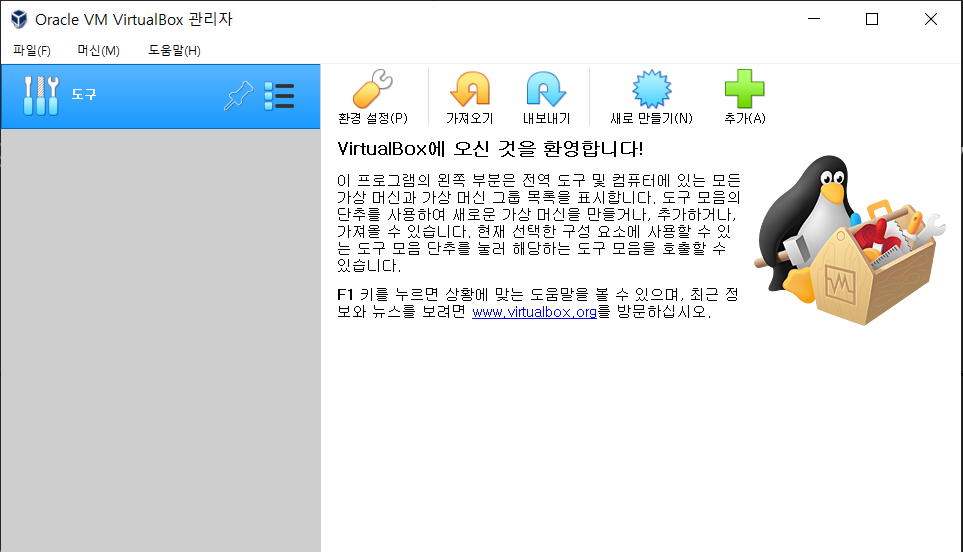 Oracle VM VirtualBox 관리자
파일(F) 머신(M) 도움말(H)
도구
환경 설정(P) 가져오기 내보내기 새로 만들기(N) 추가(A)
VirtualBox에 오신 것을 환영합니다!
이 프로그램의 왼쪽 부분은 전역 도구 및 컴퓨터에 있는 모든
가상 머신과 가상 머신 그룹 목록을 표시합니다. 도구 모음의
단추를 사용하여 새로운 가상 머신을 만들거나, 추가하거나,
가져올 수 있습니다. 현재 선택한 구성 요소에 사용할 수 있
는 도구 모음 단추를 눌러 해당하는 도구 모음을 호출할 수
있습니다.
F1 키를 누르면 상황에 맞는 도움말을 볼 수 있으며, 최근 정
보와 뉴스를 보려면 www.virtualbox.org를 방문하십시오.